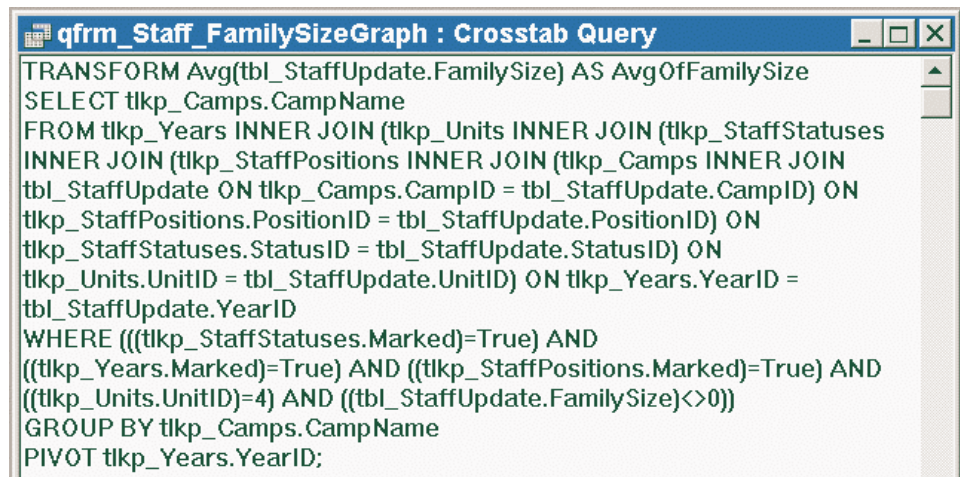 qfrm_Staff_FamilySizeGraph : Crosstab Query
TRANSFORM Avg(tbl_StaffUpdate.FamilySize) AS AvgOfFamilySize
SELECT tlkp_Camps.CampName
FROM tlkp_Years INNER JOIN (tlkp_Units INNER JOIN (tlkp_StaffStatuses
INNER JOIN (tlkp_StaffPositions INNER JOIN (tlkp_Camps INNER JOIN
tbl_StaffUpdate ON tlkp_Camps.CampID = tbl_StaffUpdate.CampID) ON
tlkp_StaffPositions.PositionID = tbl_StaffUpdate.PositionID) ON
tlkp_StaffStatuses.StatusID = tbl_StaffUpdate.StatusID) ON
tlkp_Units.UnitID = tbl_StaffUpdate.UnitID) ON tlkp_Years.YearID =
tbl_StaffUpdate.YearID
WHERE (((tlkp_StaffStatuses.Marked)=True) AND
((tlkp_Years.Marked)=True) AND ((tlkp_StaffPositions.Marked)=True) AND
((tlkp_Units.UnitID)=4) AND ((tbl_StaffUpdate.FamilySize)<>0))
GROUP BY tlkp_Camps.CampName
PIVOT tlkp_Years.YearID;